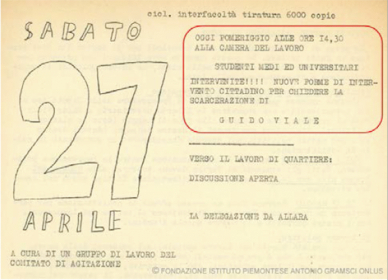 cicl. interfacoltà tiratura 6000 copie
SABATO
27
APRILE
OGGI POMERIGGIO ALLE ORE I4,30
ALLA CAMERA DEL LAVORO
STUDENTI MEDI ED UNIVERSITARI
INTERVENITE!!!! NUOVE FORME DI INTER-
VENTO CITTADINO PER CHIEDERE LA
SCARCERAZIONE DI
GUIDO VIALE
VERSO IL LAVORO DI QUARTIERE:
DISCUSSIONE APERTA
LA DELEGAZIONE DA ALLARA
A CURA DI UN GRUPPO DI LAVORO DEL
COMITATO DI AGITAZIONE
© FONDAZIONE ISTITUTO PIEMONTESE ANTONIO GRAMSCI ONLUS